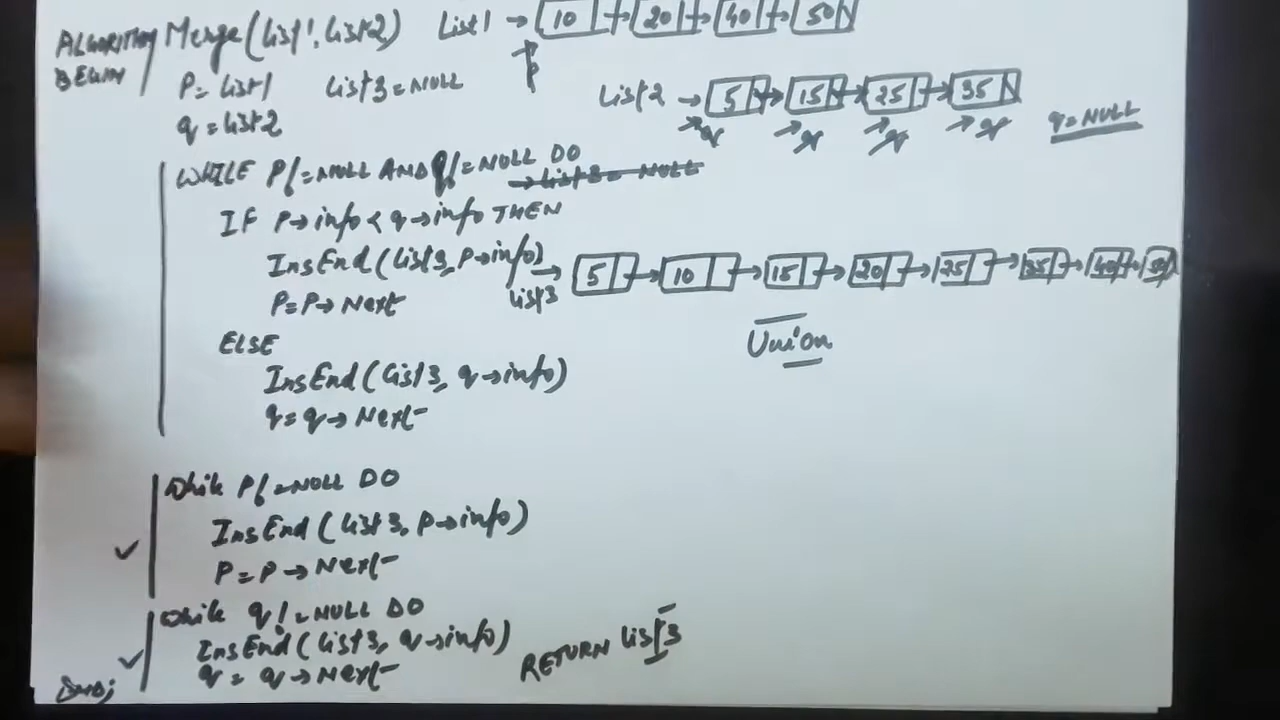 ALGORITHM Merge(List1, List2) List1 → 10 20 40 50
BEGIN
P
P = List1 List3 = NULL
List2 → 5 15 25 35
q = List2
q q q q q = NULL
WHILE P != NULL AND q != NULL DO
→ List3 = NULL
IF P→info < q→info THEN
InsEnd(List3, P→info)
List3 → 5 → 10 → 15 → 20 → 25 → 35 → 40 → 50
P = P→Next
ELSE
Union
InsEnd(List3, q→info)
q = q→Next
While P != NULL DO
InsEnd(List3, P→info)
P = P→Next
While q != NULL DO
InsEnd(List3, q→info)
q = q→Next
RETURN List3
END;